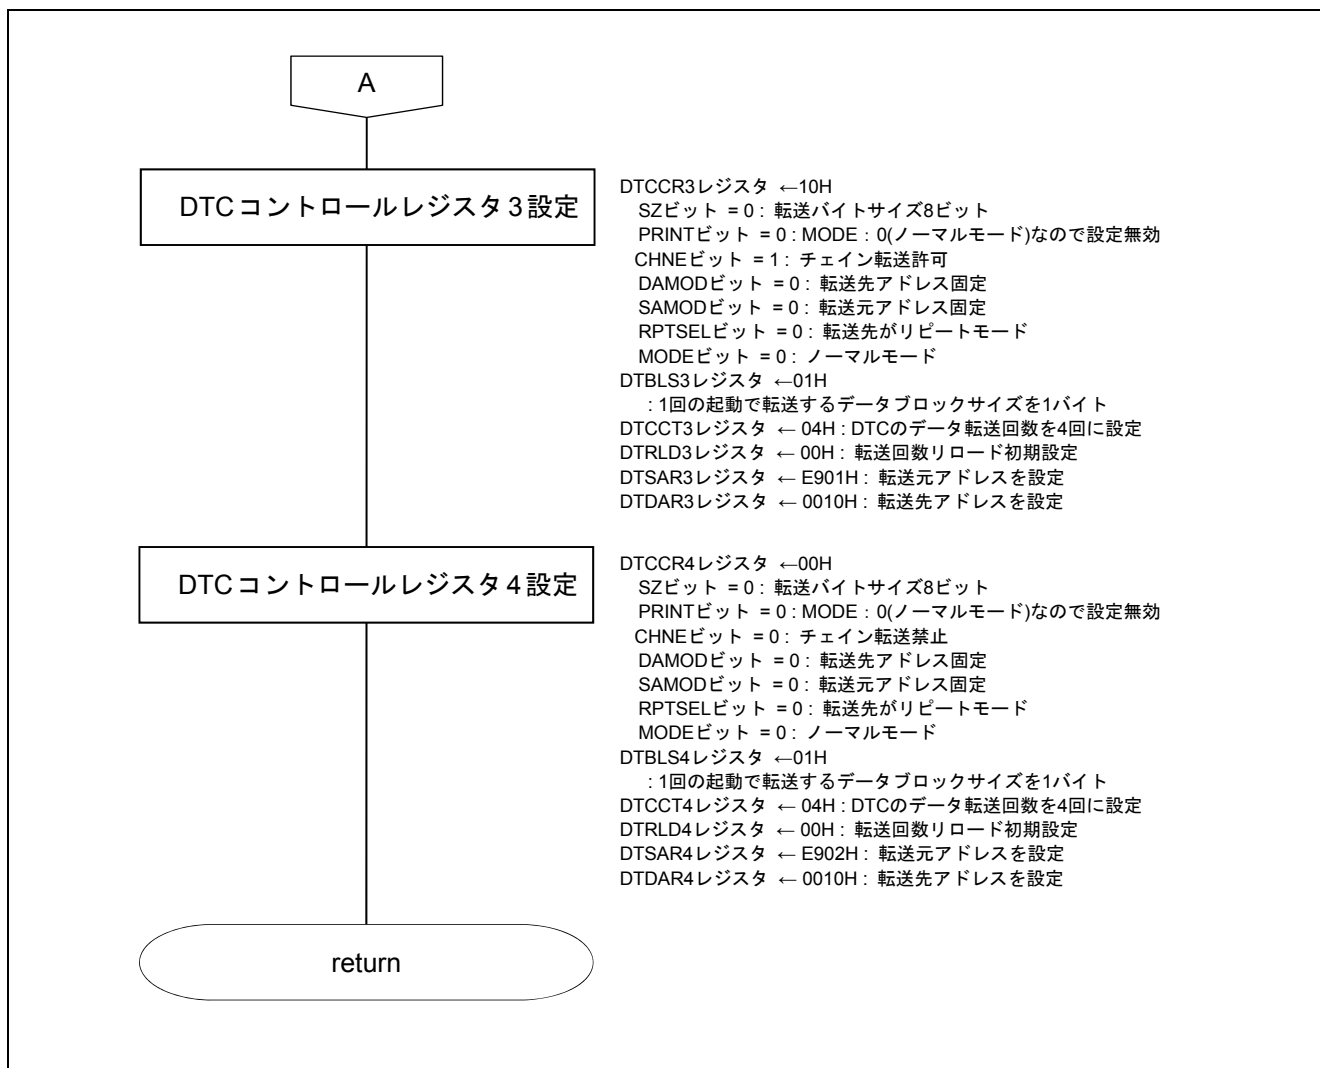 A
DTCコントロールレジスタ3設定
DTCCR3レジスタ ←10H
SZビット = 0 : 転送バイトサイズ8ビット
PRINTビット = 0 : MODE：0(ノーマルモード)なので設定無効
CHNEビット = 1 : チェイン転送許可
DAMODビット = 0 : 転送先アドレス固定
SAMODビット = 0 : 転送元アドレス固定
RPTSELビット = 0 : 転送先がリピートモード
MODEビット = 0 : ノーマルモード
DTBLS3レジスタ ←01H
: 1回の起動で転送するデータブロックサイズを1バイト
DTCCT3レジスタ ← 04H : DTCのデータ転送回数を4回に設定
DTRLD3レジスタ ← 00H : 転送回数リロード初期設定
DTSAR3レジスタ ← E901H : 転送元アドレスを設定
DTDAR3レジスタ ← 0010H : 転送先アドレスを設定
DTCコントロールレジスタ4設定
DTCCR4レジスタ ←00H
SZビット = 0 : 転送バイトサイズ8ビット
PRINTビット = 0 : MODE：0(ノーマルモード)なので設定無効
CHNEビット = 0 : チェイン転送禁止
DAMODビット = 0 : 転送先アドレス固定
SAMODビット = 0 : 転送元アドレス固定
RPTSELビット = 0 : 転送先がリピートモード
MODEビット = 0 : ノーマルモード
DTBLS4レジスタ ←01H
: 1回の起動で転送するデータブロックサイズを1バイト
DTCCT4レジスタ ← 04H : DTCのデータ転送回数を4回に設定
DTRLD4レジスタ ← 00H : 転送回数リロード初期設定
DTSAR4レジスタ ← E902H : 転送元アドレスを設定
DTDAR4レジスタ ← 0010H : 転送先アドレスを設定
return